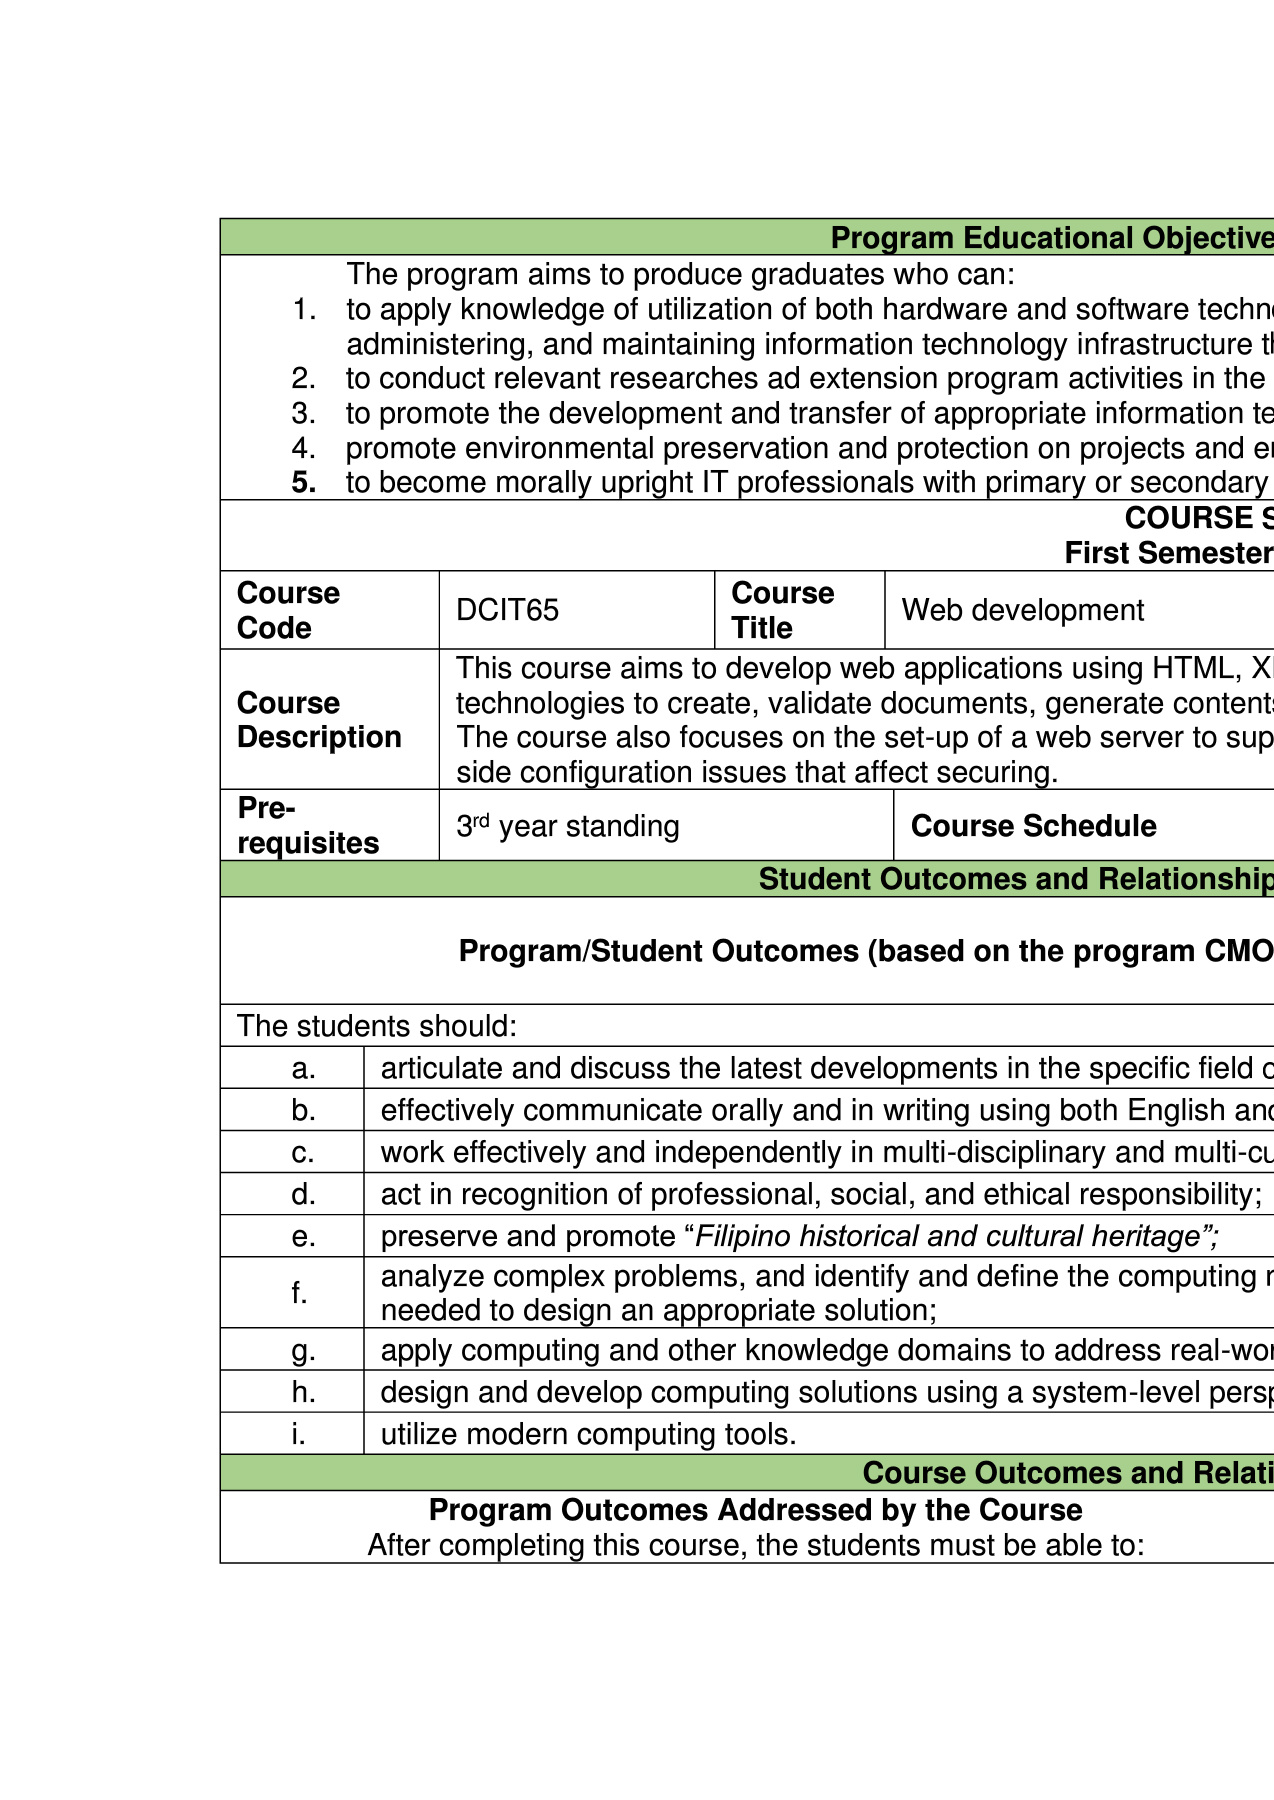 Program Educational Objective
The program aims to produce graduates who can:
1. to apply knowledge of utilization of both hardware and software
administering, and maintaining information technology infrastructure
2. to conduct relevant researches ad extension program activities in the
3. to promote the development and transfer of appropriate information
4. promote environmental preservation and protection on projects and
5. to become morally upright IT professionals with primary or secondary
COURSE
First Semester
Course Code DCIT65 Course Title Web development
Course Description
This course aims to develop web applications using HTML,
technologies to create, validate documents, generate contents
The course also focuses on the set-up of a web server to
side configuration issues that affect securing.
Pre-requisites 3rd year standing Course Schedule
Student Outcomes and Relationship
Program/Student Outcomes (based on the program CMO
The students should:
a. articulate and discuss the latest developments in the specific field
b. effectively communicate orally and in writing using both English and
c. work effectively and independently in multi-disciplinary and
d. act in recognition of professional, social, and ethical responsibility;
e. preserve and promote “Filipino historical and cultural heritage”;
f. analyze complex problems, and identify and define the computing
needed to design an appropriate solution;
g. apply computing and other knowledge domains to address
h. design and develop computing solutions using a system-level
i. utilize modern computing tools.
Course Outcomes and
Program Outcomes Addressed by the Course
After completing this course, the students must be able to: